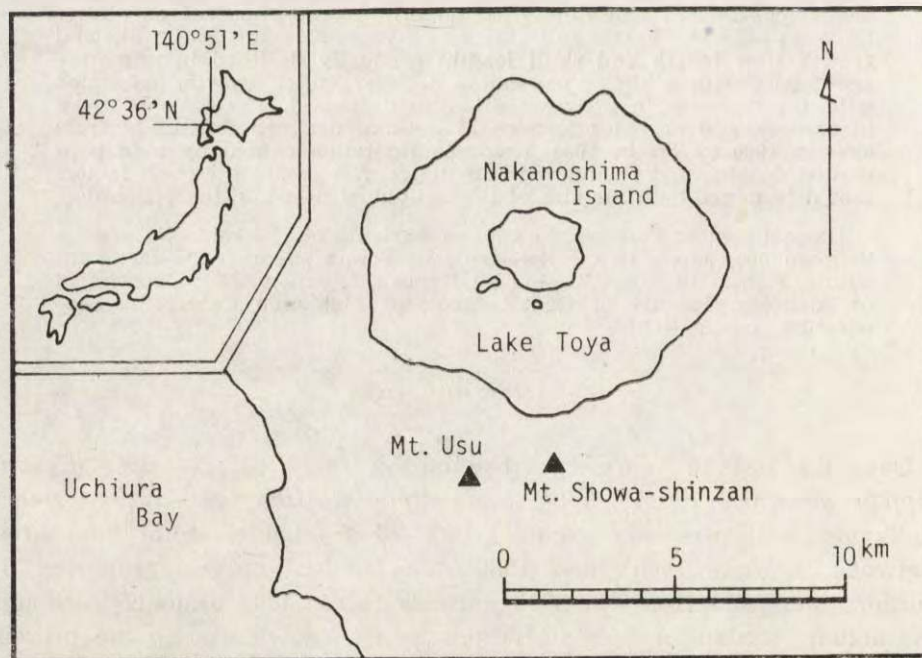 140°51'E
42°36'N
N
Nakanoshima
Island
Lake Toya
Mt. Usu
Mt. Showa-shinzan
Uchiura
Bay
0 5 10 km